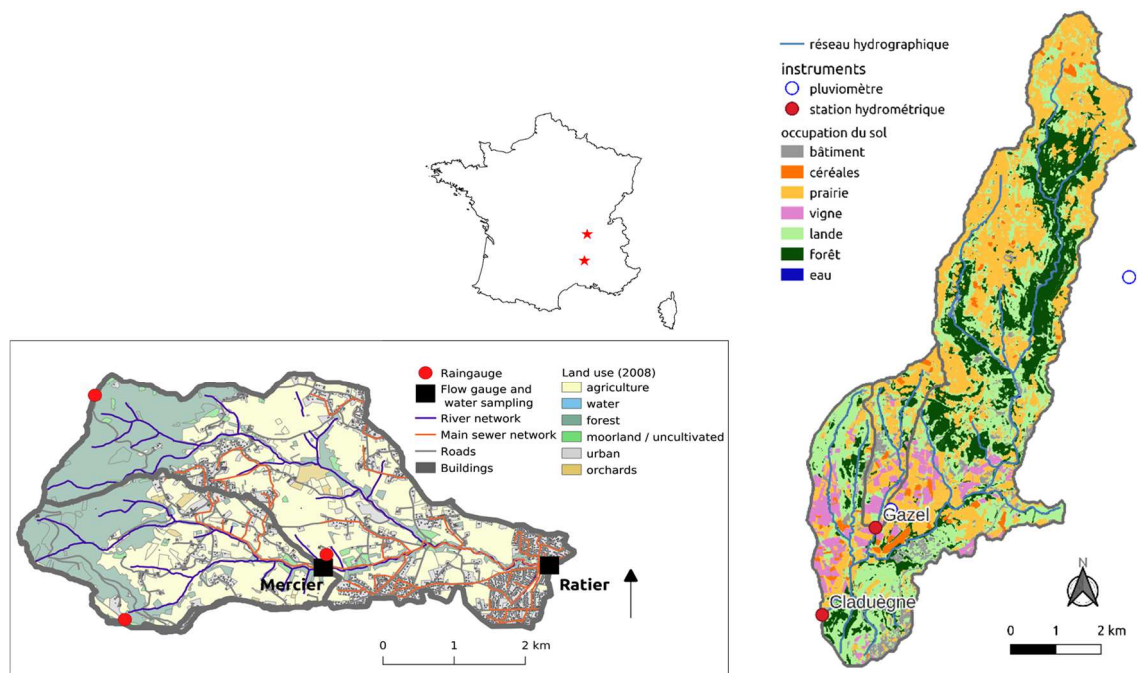 réseau hydrographique
instruments
pluviomètre
station hydrométrique
occupation du sol
bâtiment
céréales
prairie
vigne
lande
forêt
eau
Gazel
Claduègne
N
0 1 2 km
Raingauge
Flow gauge and
water sampling
River network
Main sewer network
Roads
Buildings
Land use (2008)
agriculture
water
forest
moorland / uncultivated
urban
orchards
Mercier
Ratier
0 1 2 km